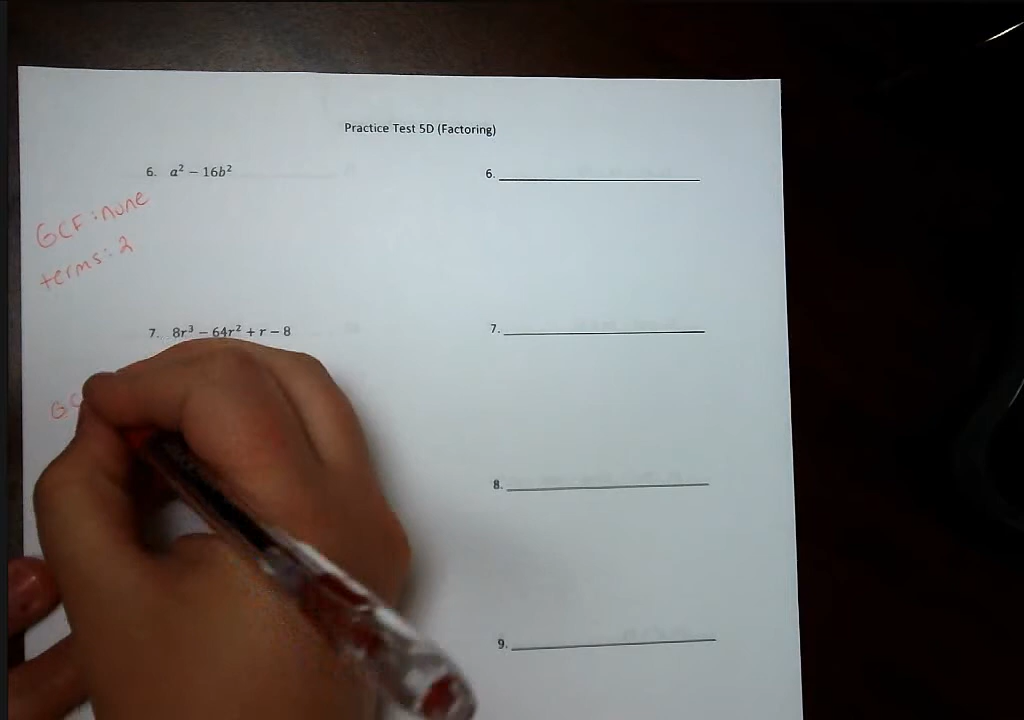 Practice Test 5D (Factoring)
6. a² − 16b²
6.
GCF: none
terms: 2
7. 8r³ − 64r² + r − 8
7.
GC
8.
9.